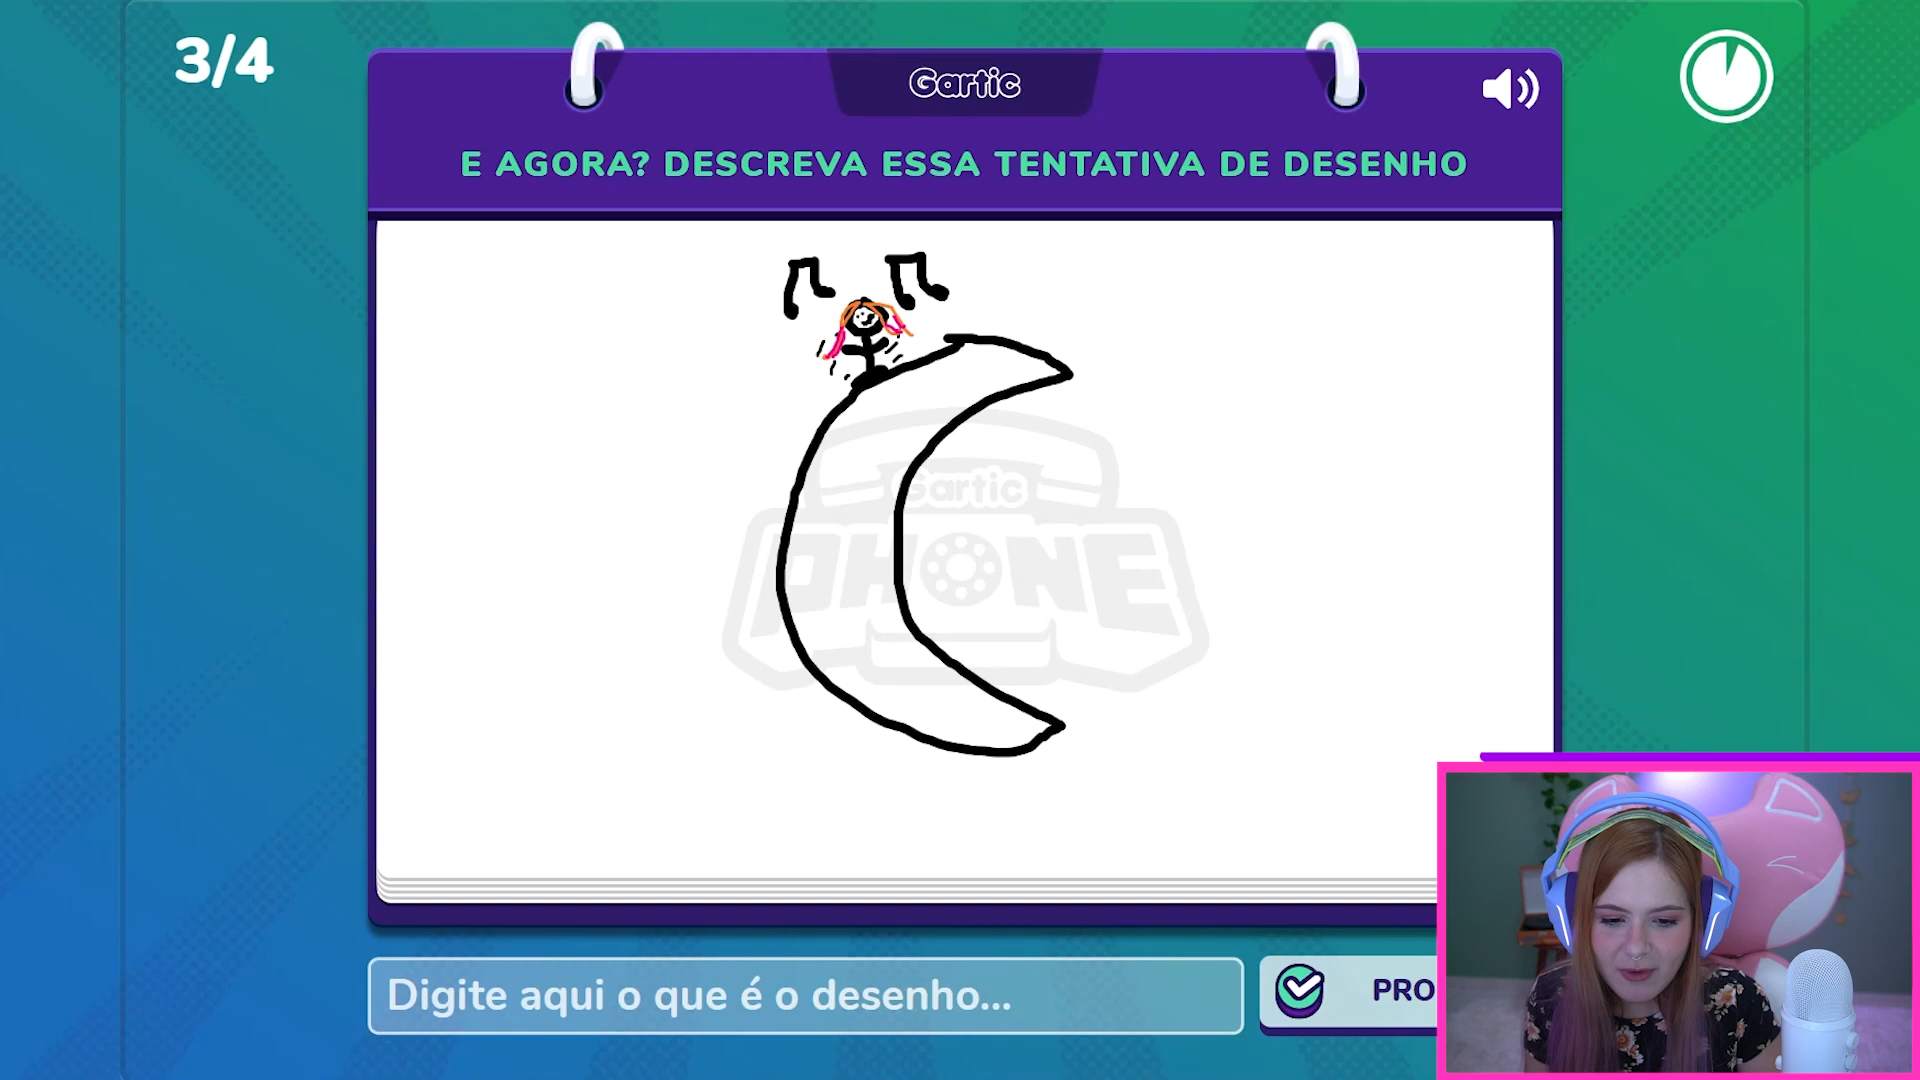 3/4
Gartic
E AGORA? DESCREVA ESSA TENTATIVA DE DESENHO
Gartic
PHONE
Digite aqui o que é o desenho...
PRO